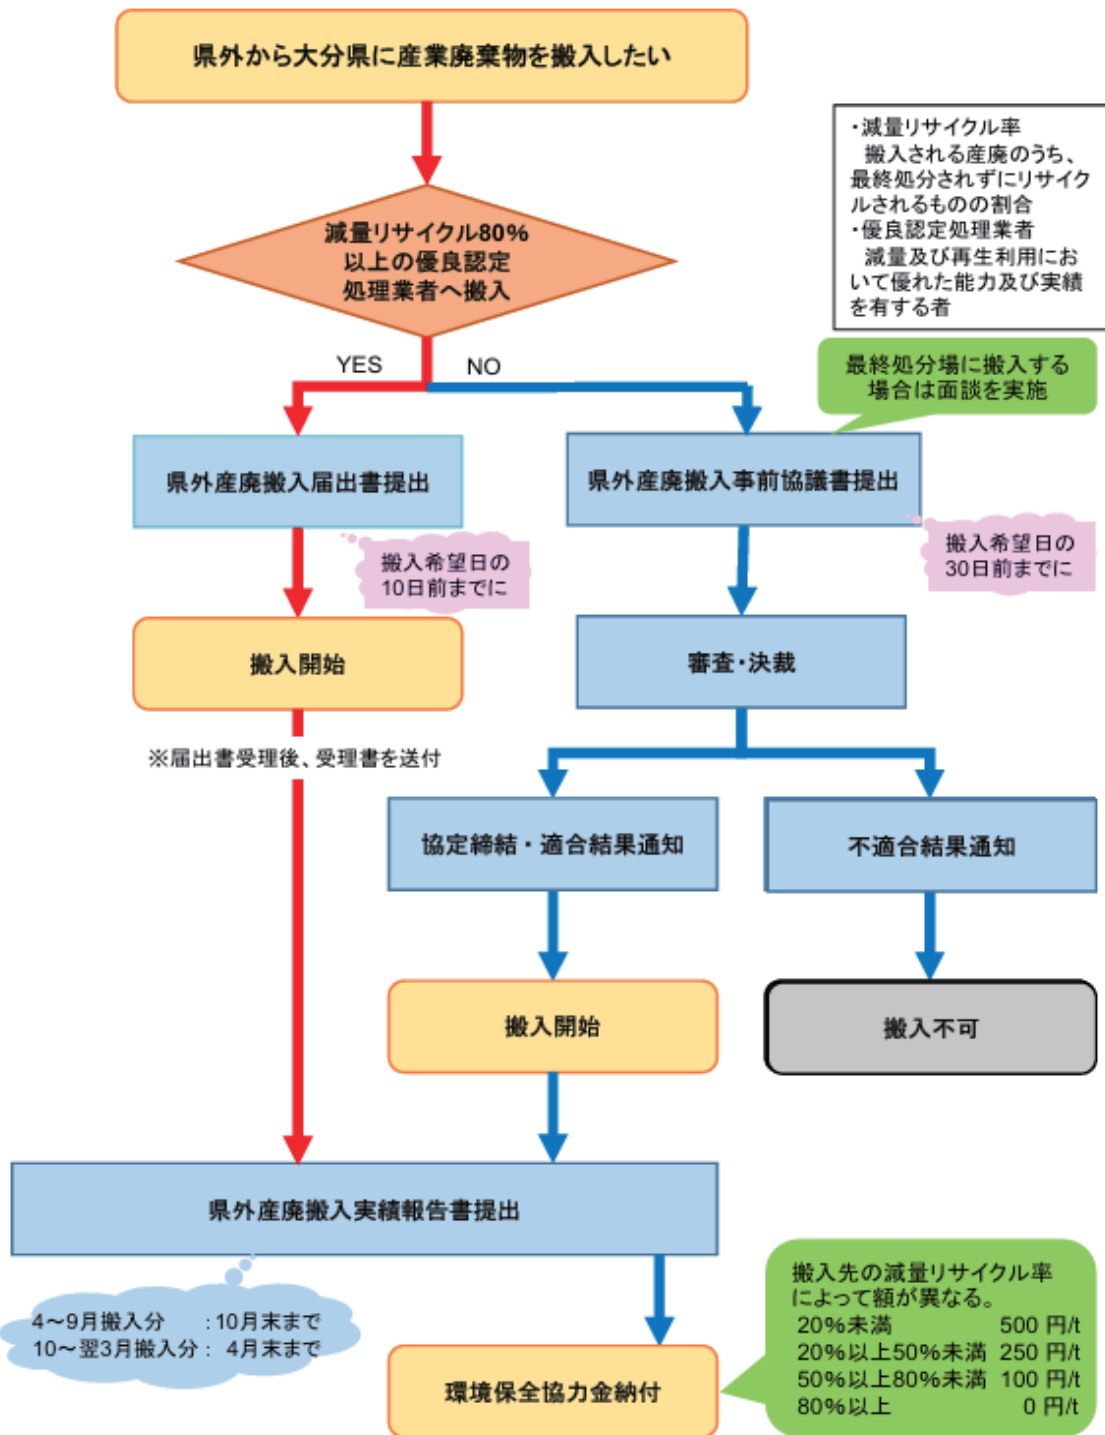 県外から大分県に産業廃棄物を搬入したい
・減量リサイクル率
搬入される産廃のうち、
最終処分されずにリサイク
ルされるものの割合
・優良認定処理業者
減量及び再生利用にお
いて優れた能力及び実績
を有する者
減量リサイクル80%
以上の優良認定
処理業者へ搬入
YES
NO
最終処分場に搬入する
場合は面談を実施
県外産廃搬入届出書提出
県外産廃搬入事前協議書提出
搬入希望日の
10日前までに
搬入希望日の
30日前までに
搬入開始
審査・決裁
※届出書受理後、受理書を送付
協定締結・適合結果通知
不適合結果通知
搬入開始
搬入不可
県外産廃搬入実績報告書提出
4～9月搬入分　：10月末まで
10～翌3月搬入分： 4月末まで
搬入先の減量リサイクル率
によって額が異なる。
20％未満　500 円/t
20％以上50％未満 250 円/t
50％以上80％未満 100 円/t
80％以上　0 円/t
環境保全協力金納付